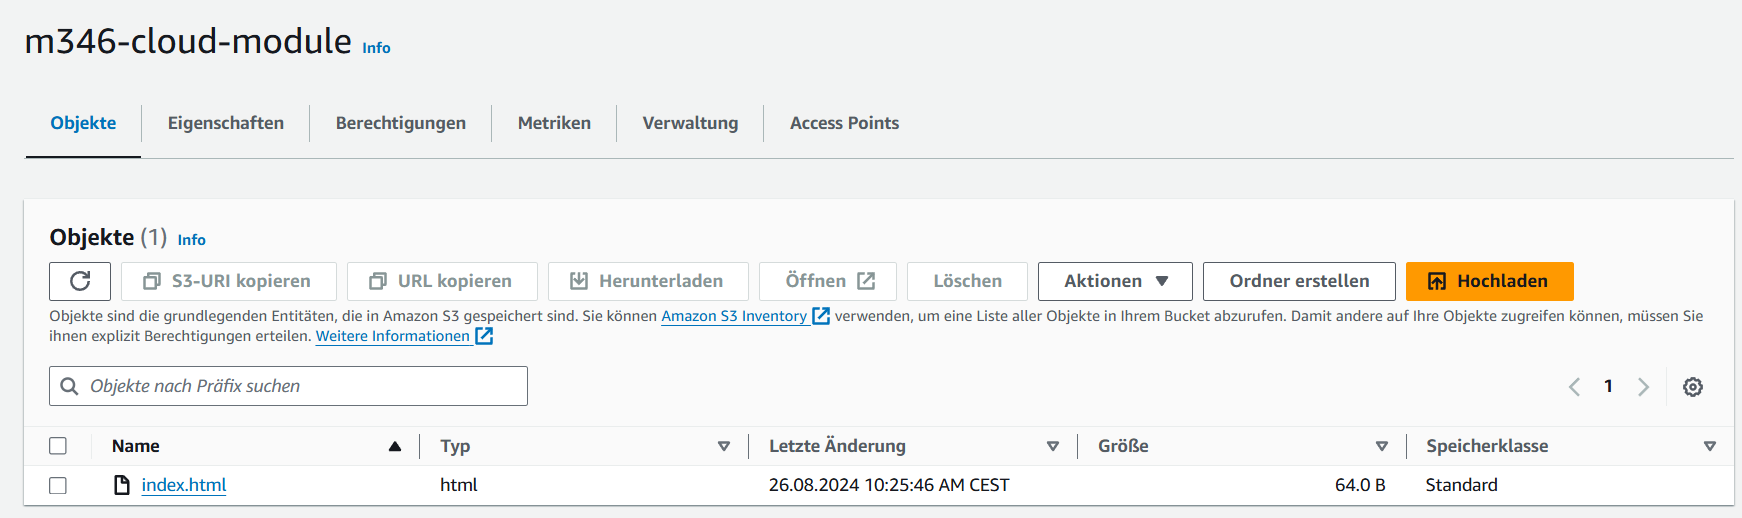 m346-cloud-module Info
Objekte Eigenschaften Berechtigungen Metriken Verwaltung Access Points
Objekte (1) Info
S3-URI kopieren URL kopieren Herunterladen Öffnen Löschen Aktionen Ordner erstellen Hochladen
Objekte sind die grundlegenden Entitäten, die in Amazon S3 gespeichert sind. Sie können Amazon S3 Inventory verwenden, um eine Liste aller Objekte in Ihrem Bucket abzurufen. Damit andere auf Ihre Objekte zugreifen können, müssen Sie
ihnen explizit Berechtigungen erteilen. Weitere Informationen
Objekte nach Präfix suchen 1
Name Typ Letzte Änderung Größe Speicherklasse
index.html html 26.08.2024 10:25:46 AM CEST 64.0 B Standard